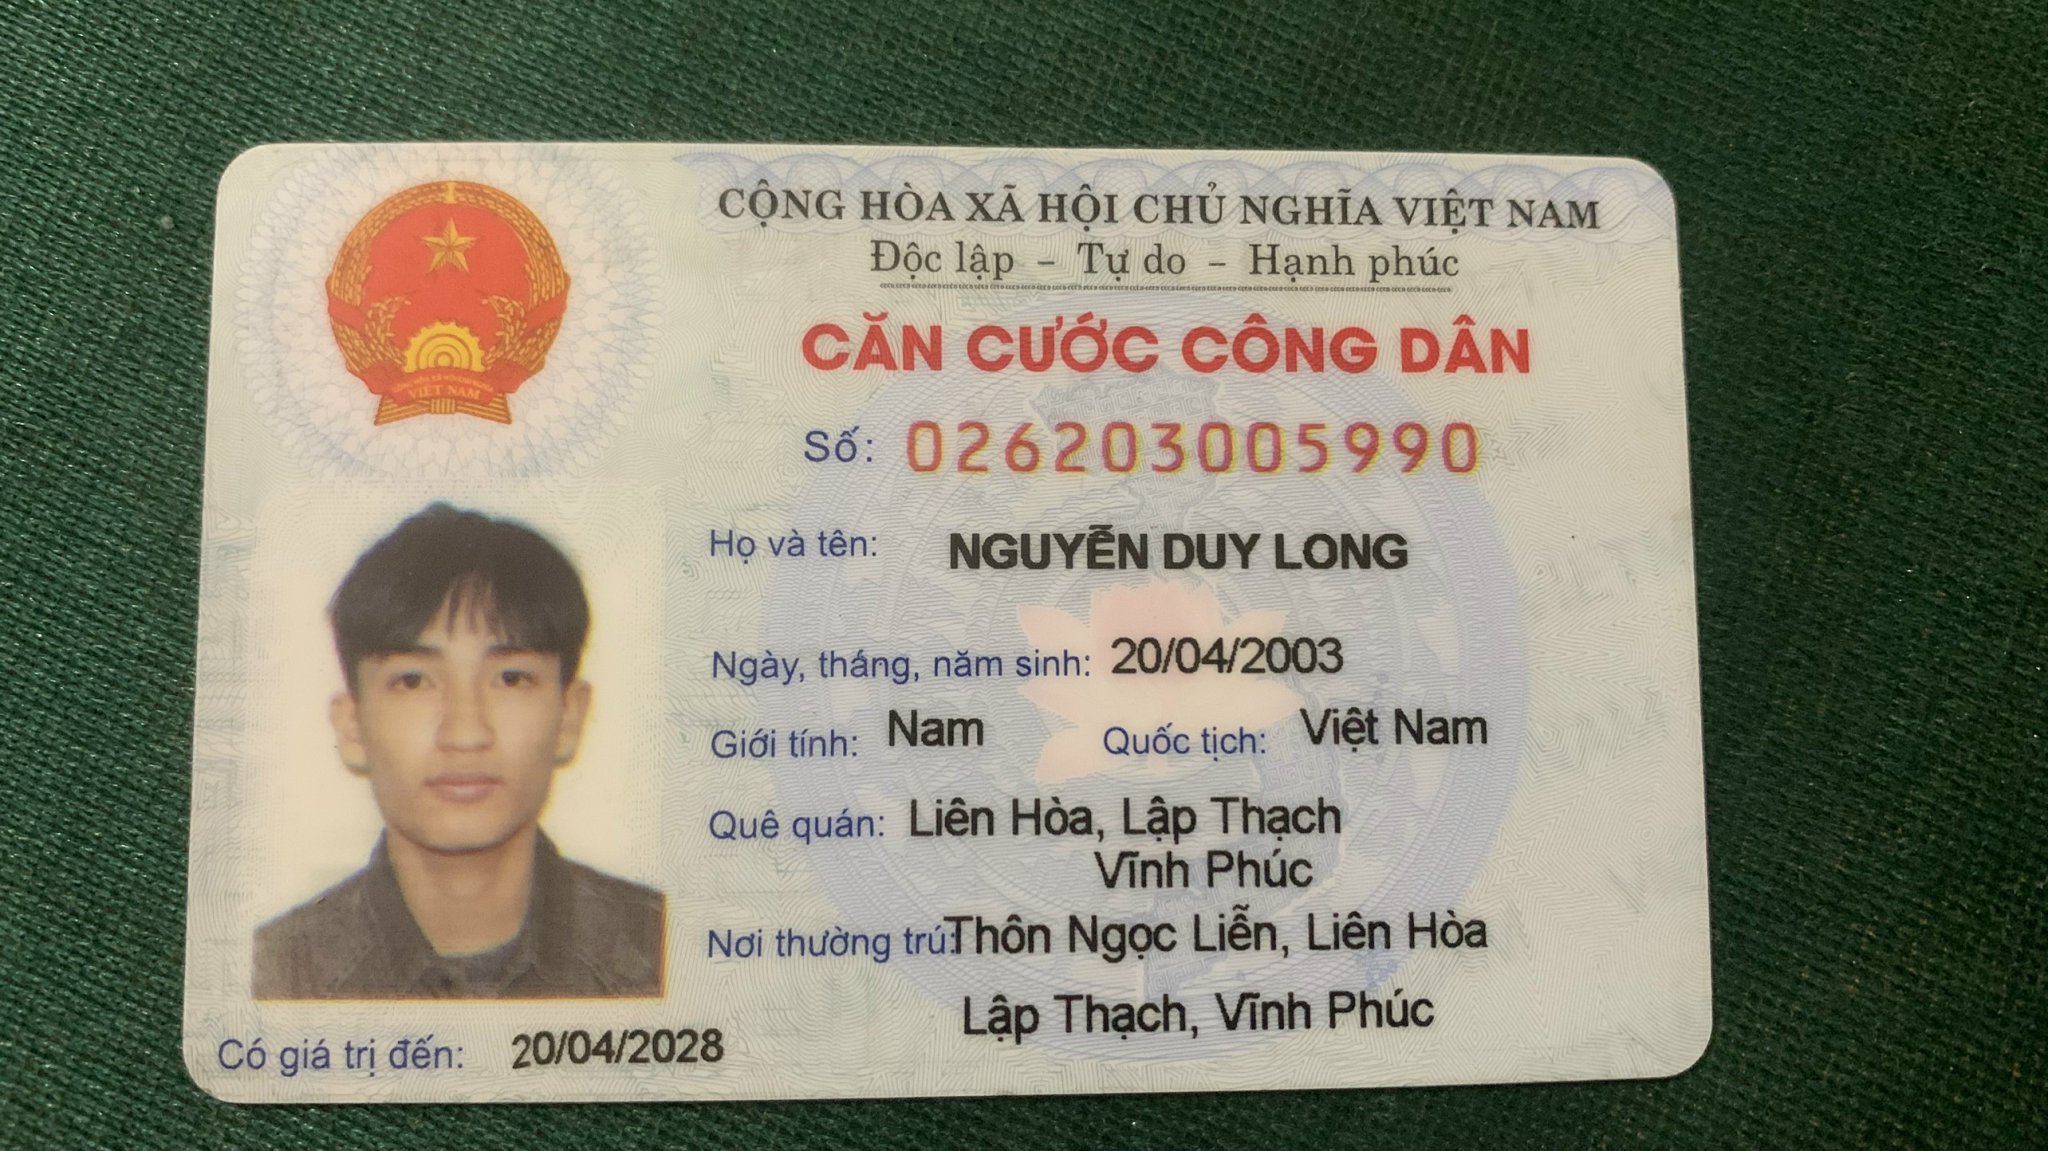 CỘNG HÒA XÃ HỘI CHỦ NGHĨA VIỆT NAM
Độc lập – Tự do – Hạnh phúc
CĂN CƯỚC CÔNG DÂN
Số: 026203005990
Họ và tên: NGUYỄN DUY LONG
Ngày, tháng, năm sinh: 20/04/2003
Giới tính: Nam Quốc tịch: Việt Nam
Quê quán: Liên Hòa, Lập Thạch
Vĩnh Phúc
Nơi thường trú: Thôn Ngọc Liễn, Liên Hòa
Lập Thạch, Vĩnh Phúc
Có giá trị đến: 20/04/2028
VIỆT NAM